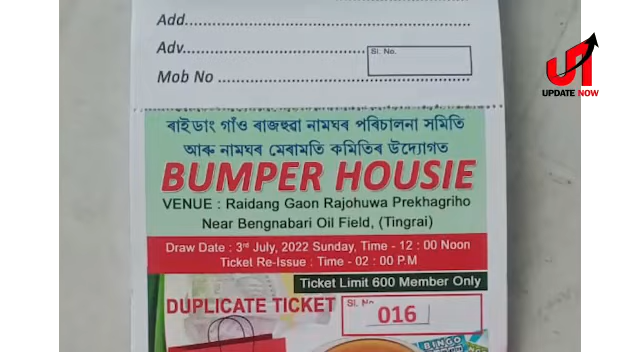 Add.
Adv.
Sl. No.
Mob No
UPDATE NOW
ৰাইডাং গাঁও ৰাজহুৱা নামঘৰ পৰিচালনা সমিতি
আৰু নামঘৰ মেৰামতি কমিতিৰ উদ্যোগত
BUMPER HOUSIE
VENUE : Raidang Gaon Rajohuwa Prekhagriho
Near Bengnabari Oil Field, (Tingrai)
Draw Date : 3rd July, 2022 Sunday, Time - 12 : 00 Noon
Ticket Re-Issue : Time - 02 : 00 P.M
Ticket Limit 600 Member Only
DUPLICATE TICKET
Sl. No.
016
BINGO